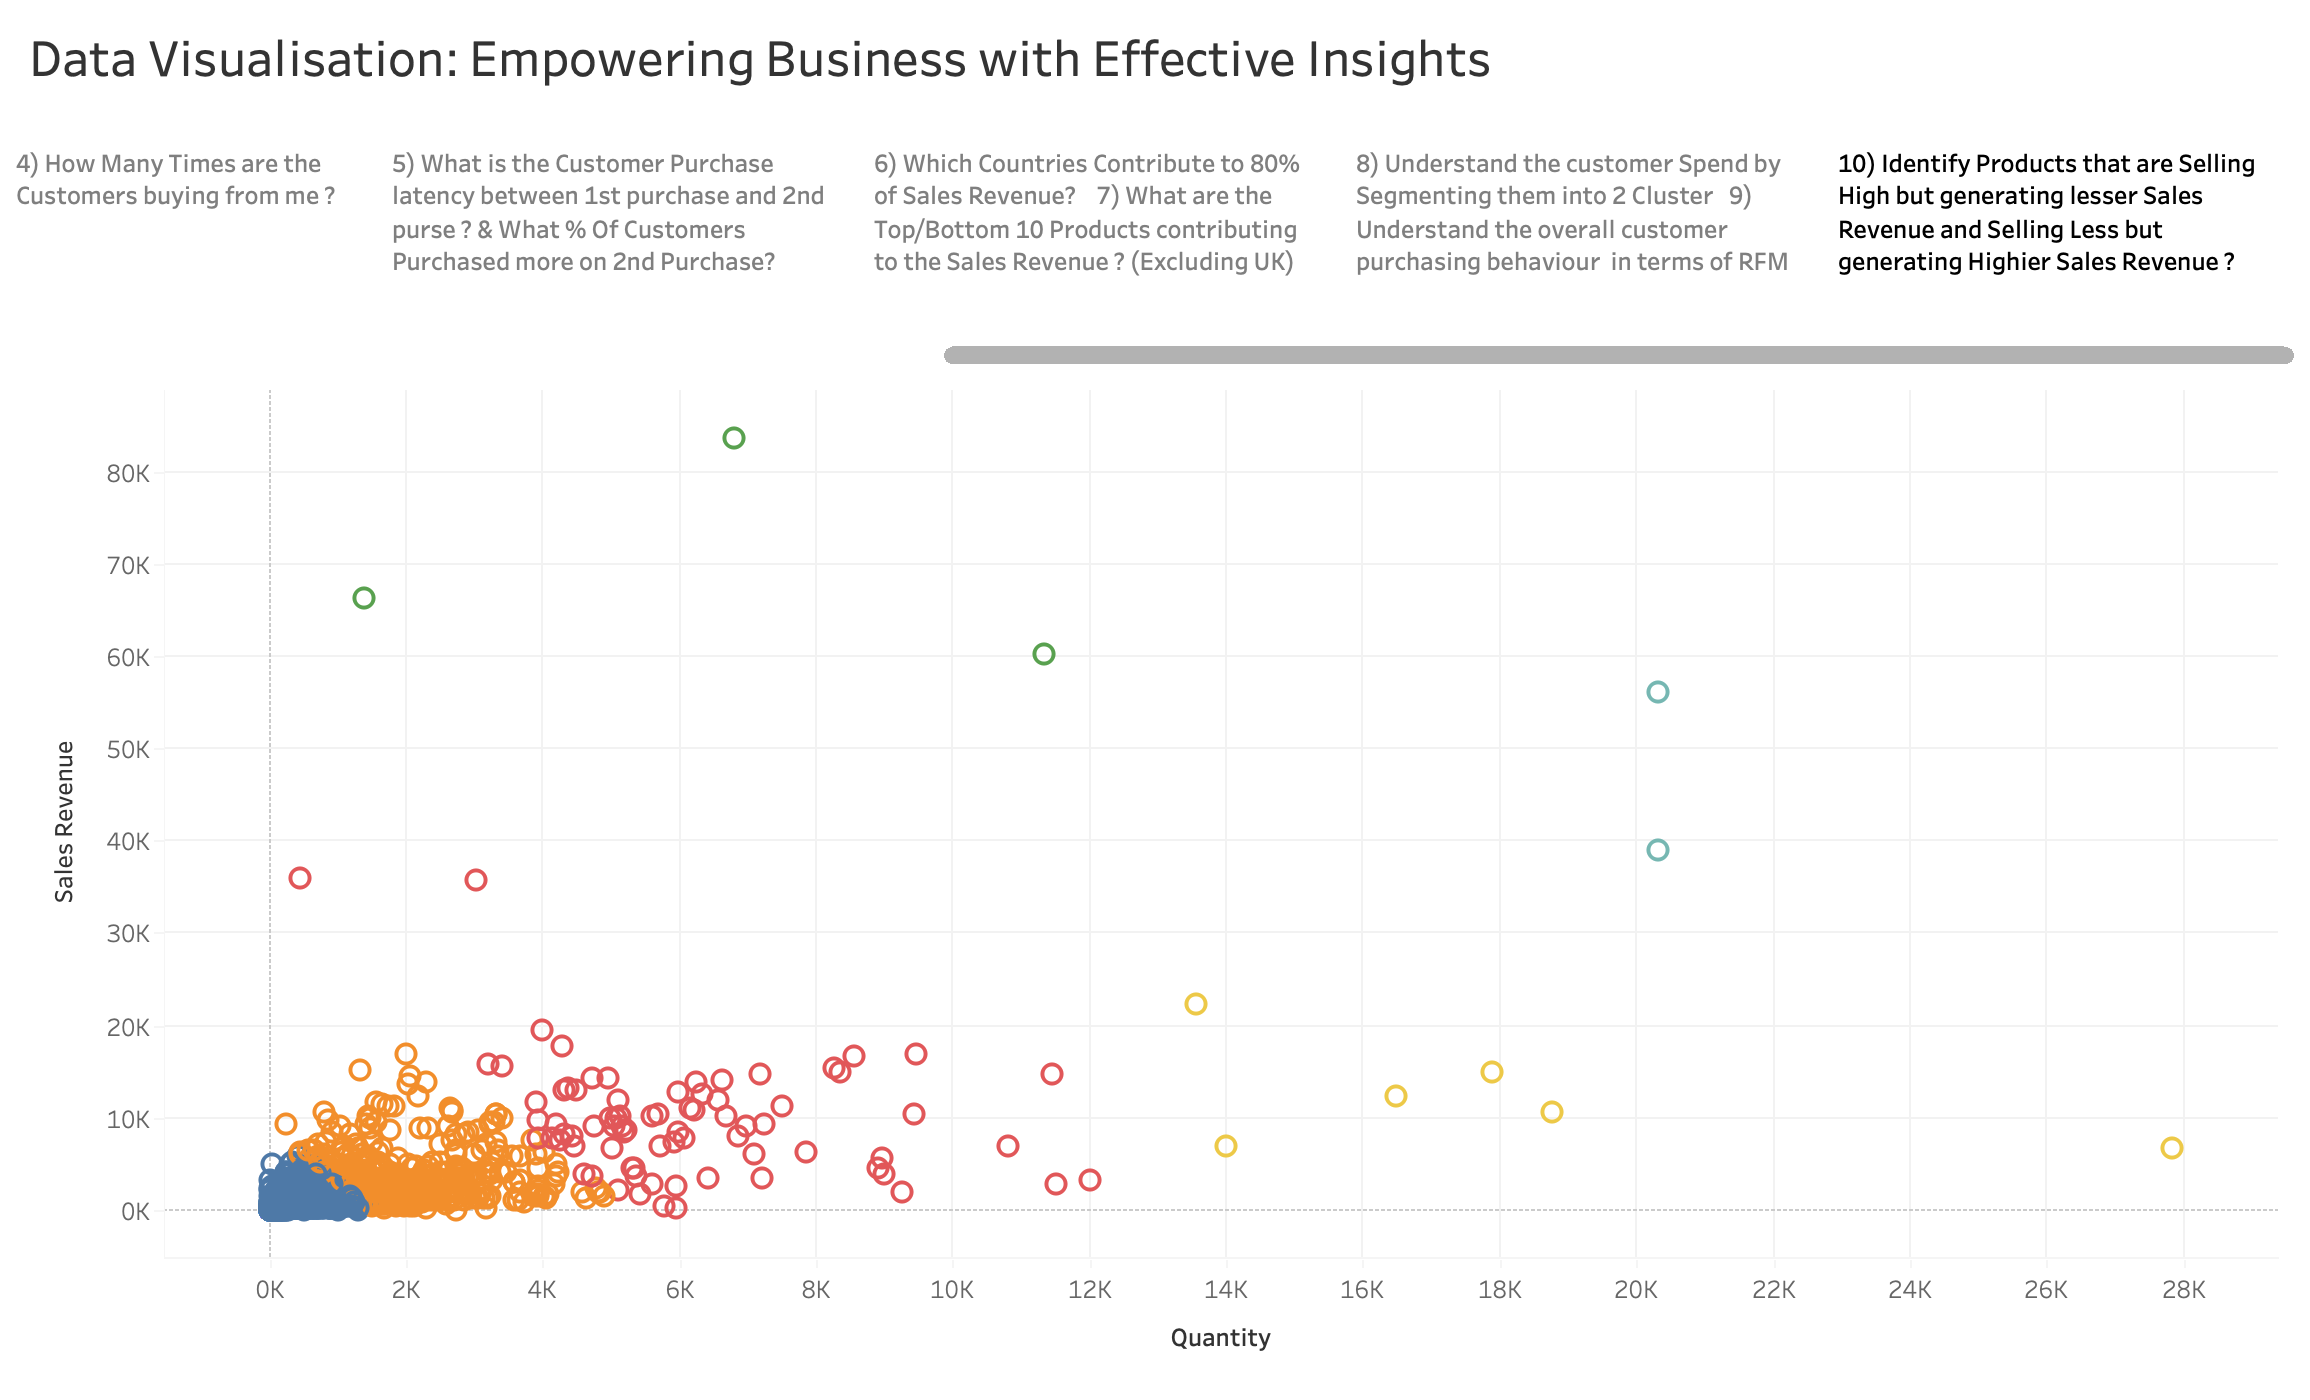 Data Visualisation: Empowering Business with Effective Insights
4) How Many Times are the
Customers buying from me ?
5) What is the Customer Purchase
latency between 1st purchase and 2nd
purse ? & What % Of Customers
Purchased more on 2nd Purchase?
6) Which Countries Contribute to 80%
of Sales Revenue?   7) What are the
Top/Bottom 10 Products contributing
to the Sales Revenue ? (Excluding UK)
8) Understand the customer Spend by
Segmenting them into 2 Cluster   9)
Understand the overall customer
purchasing behaviour  in terms of RFM
10) Identify Products that are Selling
High but generating lesser Sales
Revenue and Selling Less but
generating Highier Sales Revenue ?
80K
70K
60K
50K
40K
30K
20K
10K
0K
Sales Revenue
0K 2K 4K 6K 8K 10K 12K 14K 16K 18K 20K 22K 24K 26K 28K
Quantity